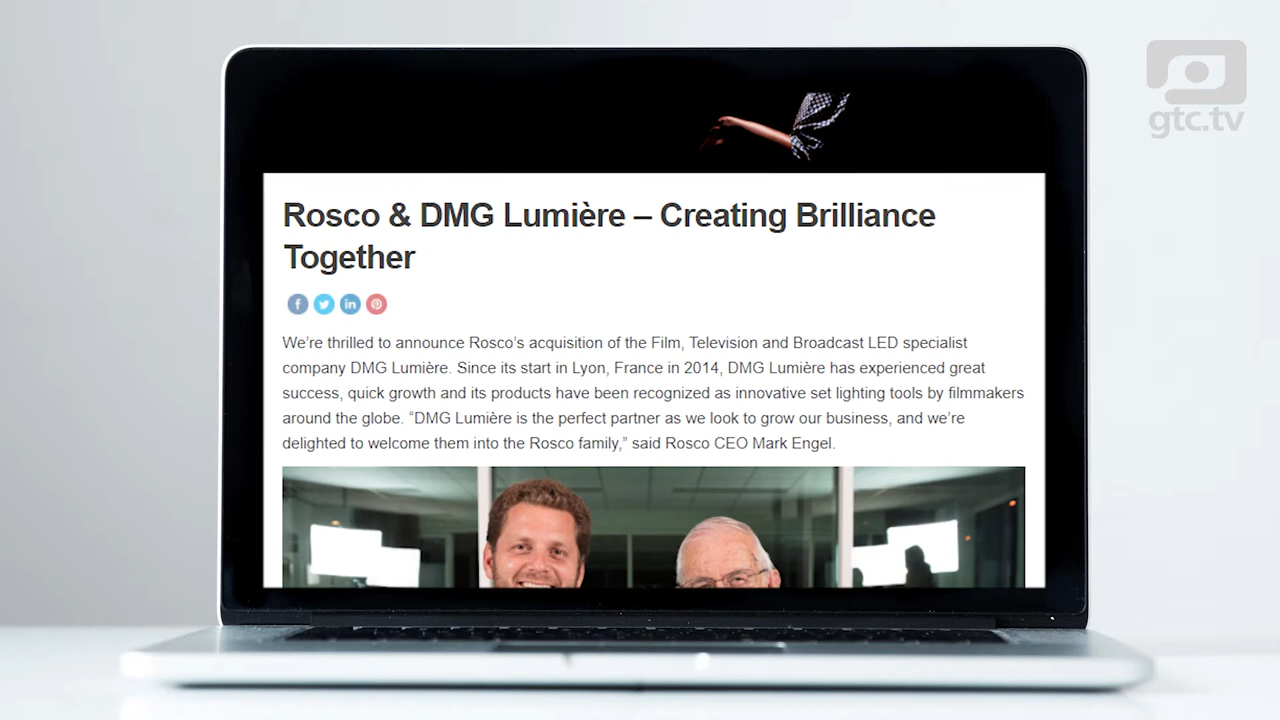 gtc.tv
Rosco & DMG Lumière – Creating Brilliance
Together
We’re thrilled to announce Rosco’s acquisition of the Film, Television and Broadcast LED specialist
company DMG Lumière. Since its start in Lyon, France in 2014, DMG Lumière has experienced great
success, quick growth and its products have been recognized as innovative set lighting tools by filmmakers
around the globe. “DMG Lumière is the perfect partner as we look to grow our business, and we’re
delighted to welcome them into the Rosco family,” said Rosco CEO Mark Engel.